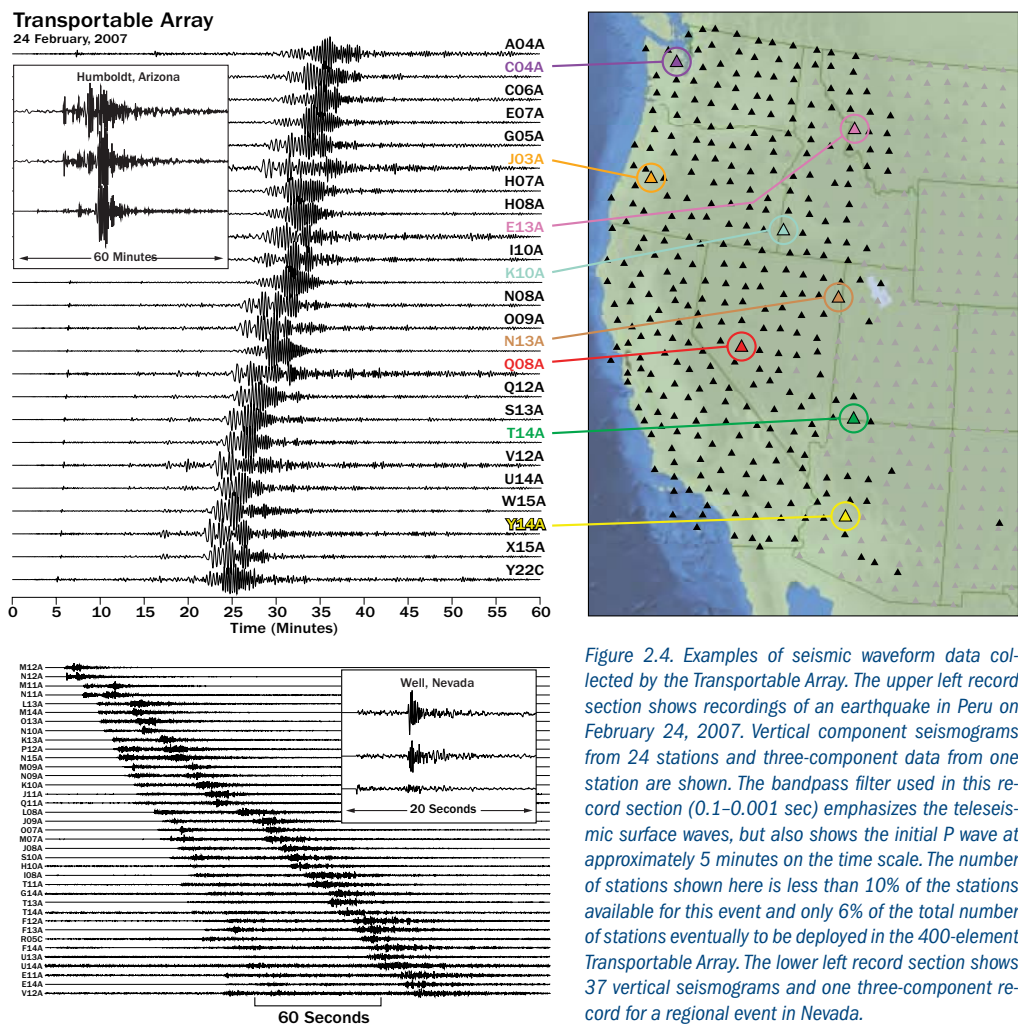 Transportable Array
24 February, 2007
Humboldt, Arizona
60 Minutes
A04A
C04A
C06A
E07A
G05A
J03A
H07A
H08A
E13A
I10A
K10A
N08A
O09A
N13A
Q08A
Q12A
S13A
T14A
V12A
U14A
W15A
Y14A
X15A
Y22C
0 5 10 15 20 25 30 35 40 45 50 55 60
Time (Minutes)
M12A
N12A
M11A
N11A
L13A
M14A
O13A
N10A
K13A
P12A
N15A
M09A
N09A
K10A
J11A
Q11A
L08A
J09A
O07A
M07A
J08A
S10A
H10A
I08A
T11A
G14A
T13A
T14A
F12A
F13A
R05C
F14A
U13A
U14A
E11A
E14A
V12A
Well, Nevada
20 Seconds
60 Seconds
Figure 2.4. Examples of seismic waveform data col-
lected by the Transportable Array. The upper left record
section shows recordings of an earthquake in Peru on
February 24, 2007. Vertical component seismograms
from 24 stations and three-component data from one
station are shown. The bandpass filter used in this re-
cord section (0.1–0.001 sec) emphasizes the teleseis-
mic surface waves, but also shows the initial P wave at
approximately 5 minutes on the time scale. The number
of stations shown here is less than 10% of the stations
available for this event and only 6% of the total number
of stations eventually to be deployed in the 400-element
Transportable Array. The lower left record section shows
37 vertical seismograms and one three-component re-
cord for a regional event in Nevada.